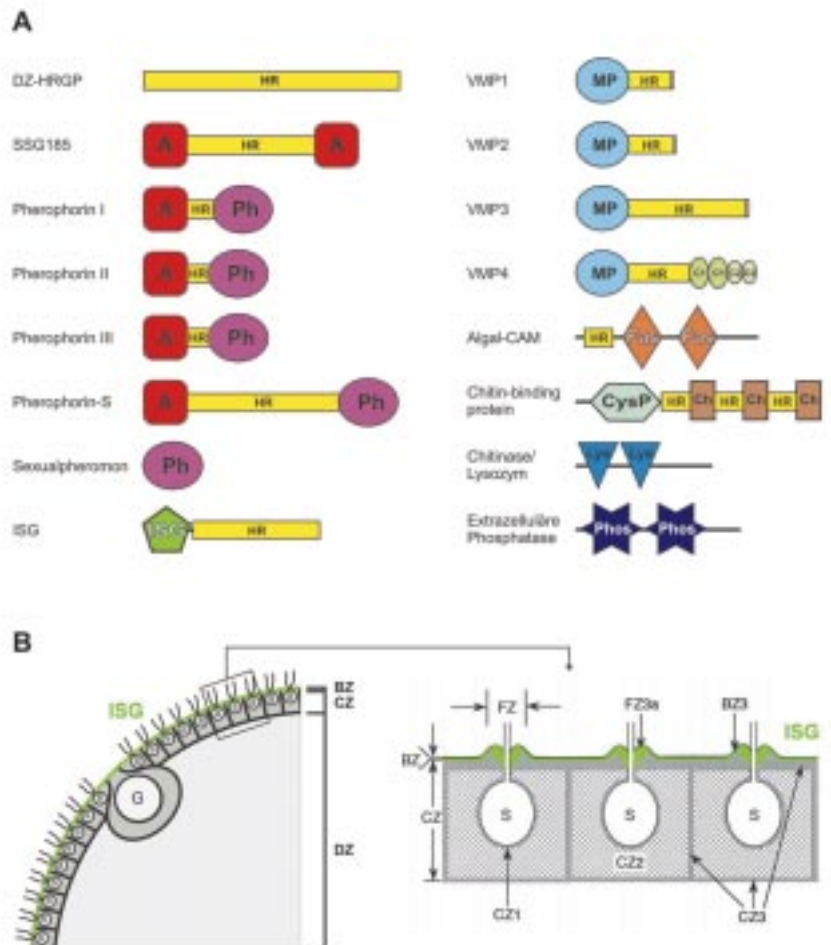 A
DZ-HRGP
HR
SSG185
A HR A
Pherophorin I
A HR Ph
Pherophorin II
A HR Ph
Pherophorin III
A HR Ph
Pherophorin-S
A HR Ph
Sexualpheromon
Ph
ISG
ISG HR
VMP1
MP HR
VMP2
MP HR
VMP3
MP HR
VMP4
MP HR
Algal-CAM
HR
Chitin-binding
protein
CysP HR Ch HR Ch HR Ch
Chitinase/
Lysozym
Extrazelluläre
Phosphatase
Phos Phos
B
ISG
G
BZ
CZ
DZ
FZ
FZ3a
BZ3
ISG
BZ
CZ
S
S
S
CZ2
CZ1
CZ3